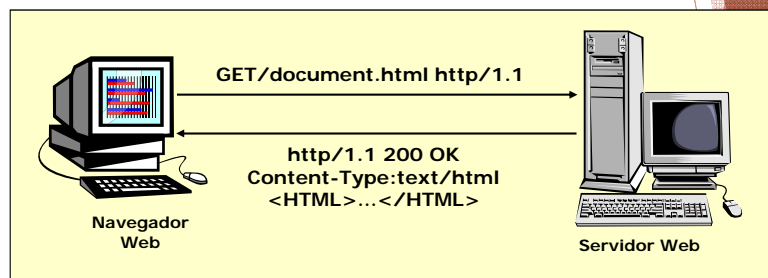 GET/document.html http/1.1
http/1.1 200 OK
Content-Type:text/html
<HTML>...</HTML>
Navegador
Web
Servidor Web